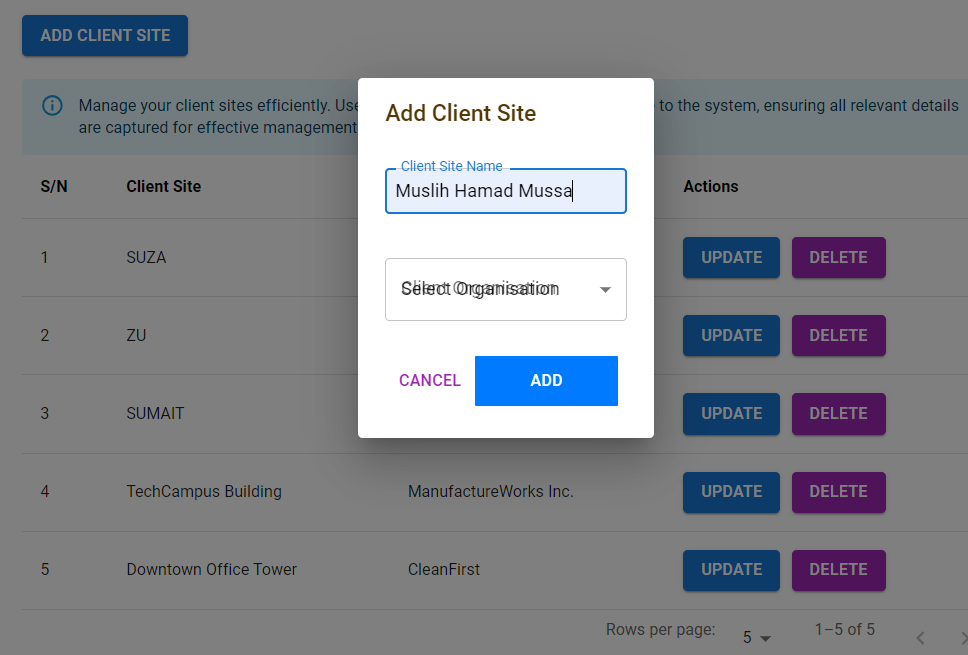 ADD CLIENT SITE
Manage your client sites efficiently. Use
to the system, ensuring all relevant details
are captured for effective management
Add Client Site
Client Site Name
Muslih Hamad Mussa
Client Organisation
Select Organisation
CANCEL ADD
S/N Client Site Actions
1 SUZA UPDATE DELETE
2 ZU UPDATE DELETE
3 SUMAIT UPDATE DELETE
4 TechCampus Building ManufactureWorks Inc. UPDATE DELETE
5 Downtown Office Tower CleanFirst UPDATE DELETE
Rows per page: 5 1–5 of 5